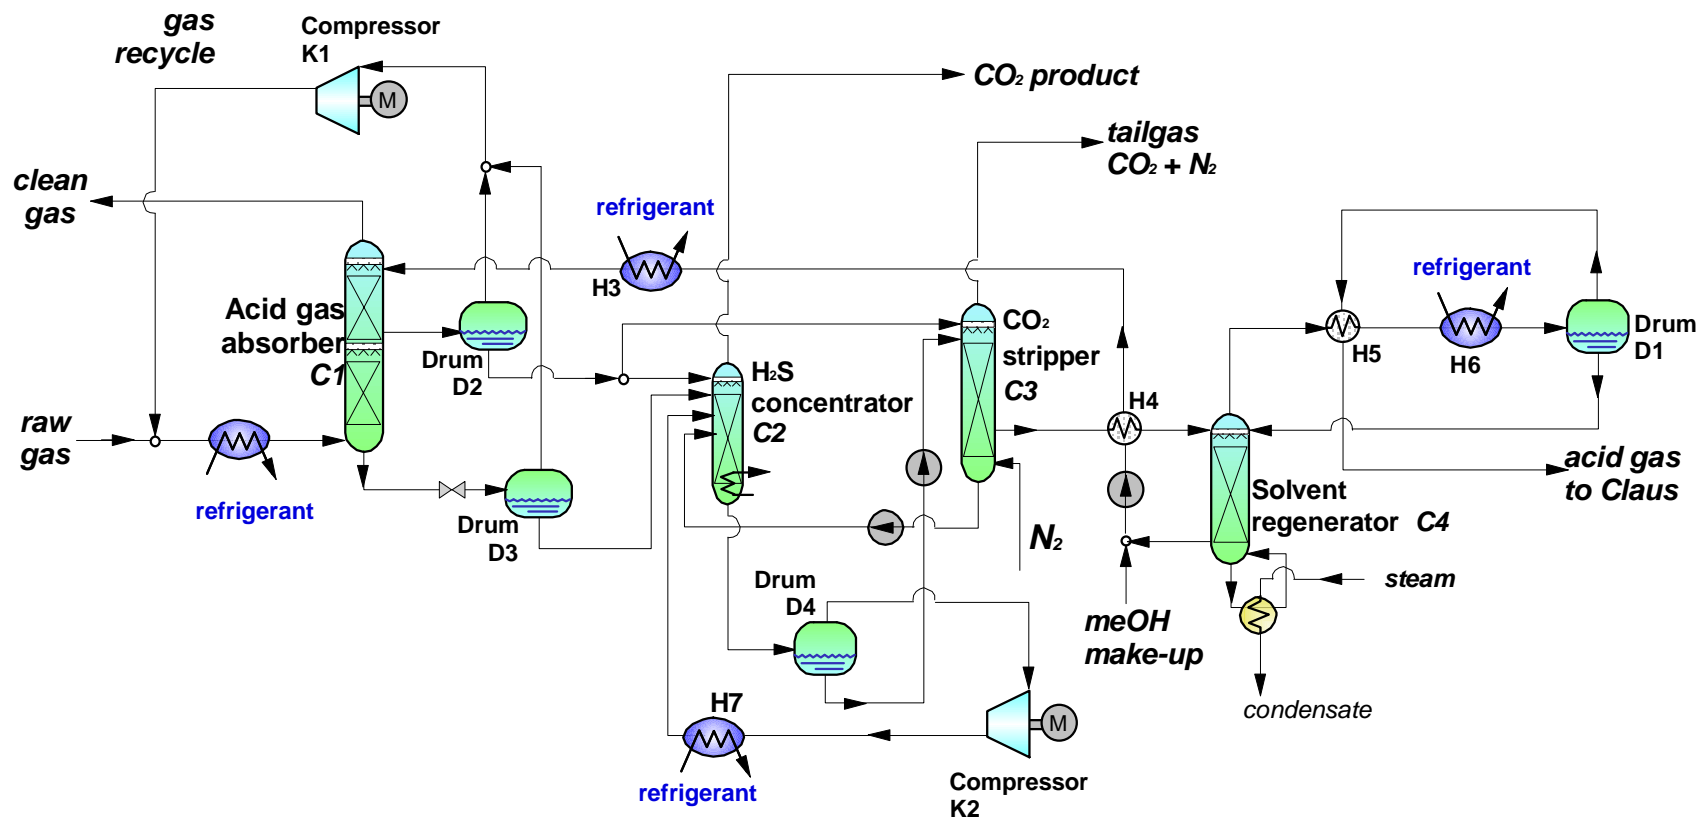 gas
recycle
Compressor
K1
M
CO₂ product
tailgas
CO₂ + N₂
clean
gas
refrigerant
H3
refrigerant
Acid gas
absorber
C1
Drum
D2
CO₂
stripper
C3
H₂S
concentrator
C2
H4
H5
H6
Drum
D1
raw
gas
refrigerant
Drum
D3
N₂
Solvent
regenerator C4
acid gas
to Claus
steam
Drum
D4
meOH
make-up
condensate
H7
refrigerant
M
Compressor
K2